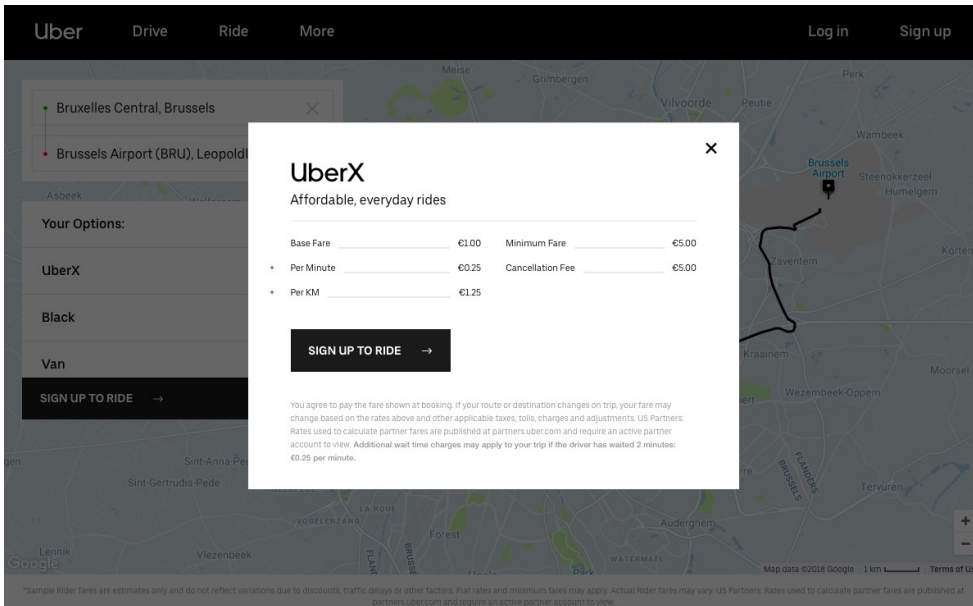 Uber Drive Ride More Log in Sign up
Bruxelles Central, Brussels
Brussels Airport (BRU), Leopoldl
Your Options:
UberX
Black
Van
SIGN UP TO RIDE →
UberX
Affordable, everyday rides
Base Fare €1.00 Minimum Fare €5.00
+ Per Minute €0.25 Cancellation Fee €5.00
+ Per KM €1.25
SIGN UP TO RIDE →
You agree to pay the fare shown at booking. If your route or destination changes on trip, your fare may
change based on the rates above and other applicable taxes, tolls, charges and adjustments. US Partners:
Rates used to calculate partner fares are published at partners.uber.com and require an active partner
account to view. Additional wait time charges may apply to your trip if the driver has waited 2 minutes:
€0.25 per minute.
Meise
Grimbergen
Perk
Vilvoorde
Peutie
Wambeek
Brussels
Airport
Steenokkerzeel
Humelgem
Asbeek
Korten
Zaventem
Kraainem
Moorsel
Wezembeek-Oppem
Sint-Anna-Pe
Sint-Gertrudis-Pede
FLANDERS
BRUSSELS
Tervuren
LA ROUE
VOGELENZANG
Forest
Auderghem
Lennik
Vlezenbeek
FLAND
BRUSSE
WATERMAEL
Park
+
−
Google
Map data ©2018 Google 1 km Terms of U
*Sample Rider fares are estimates only and do not reflect variations due to discounts, traffic delays or other factors. Flat rates and minimum fares may apply. Actual Rider fares may vary. US Partners: Rates used to calculate partner fares are published at
partners.uber.com and require an active partner account to view.